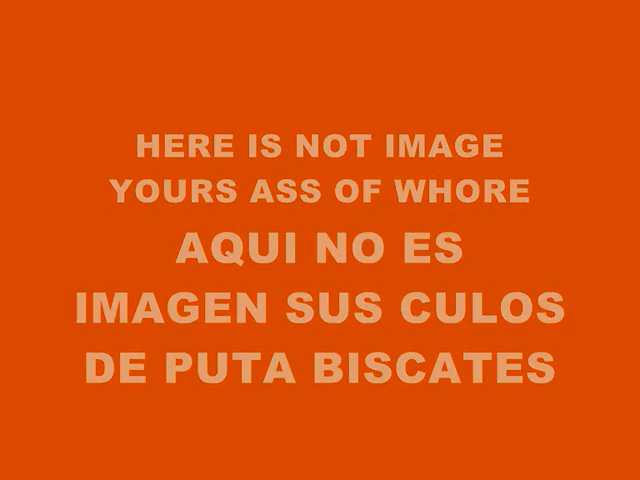 HERE IS NOT IMAGE
YOURS ASS OF WHORE
AQUI NO ES
IMAGEN SUS CULOS
DE PUTA BISCATES